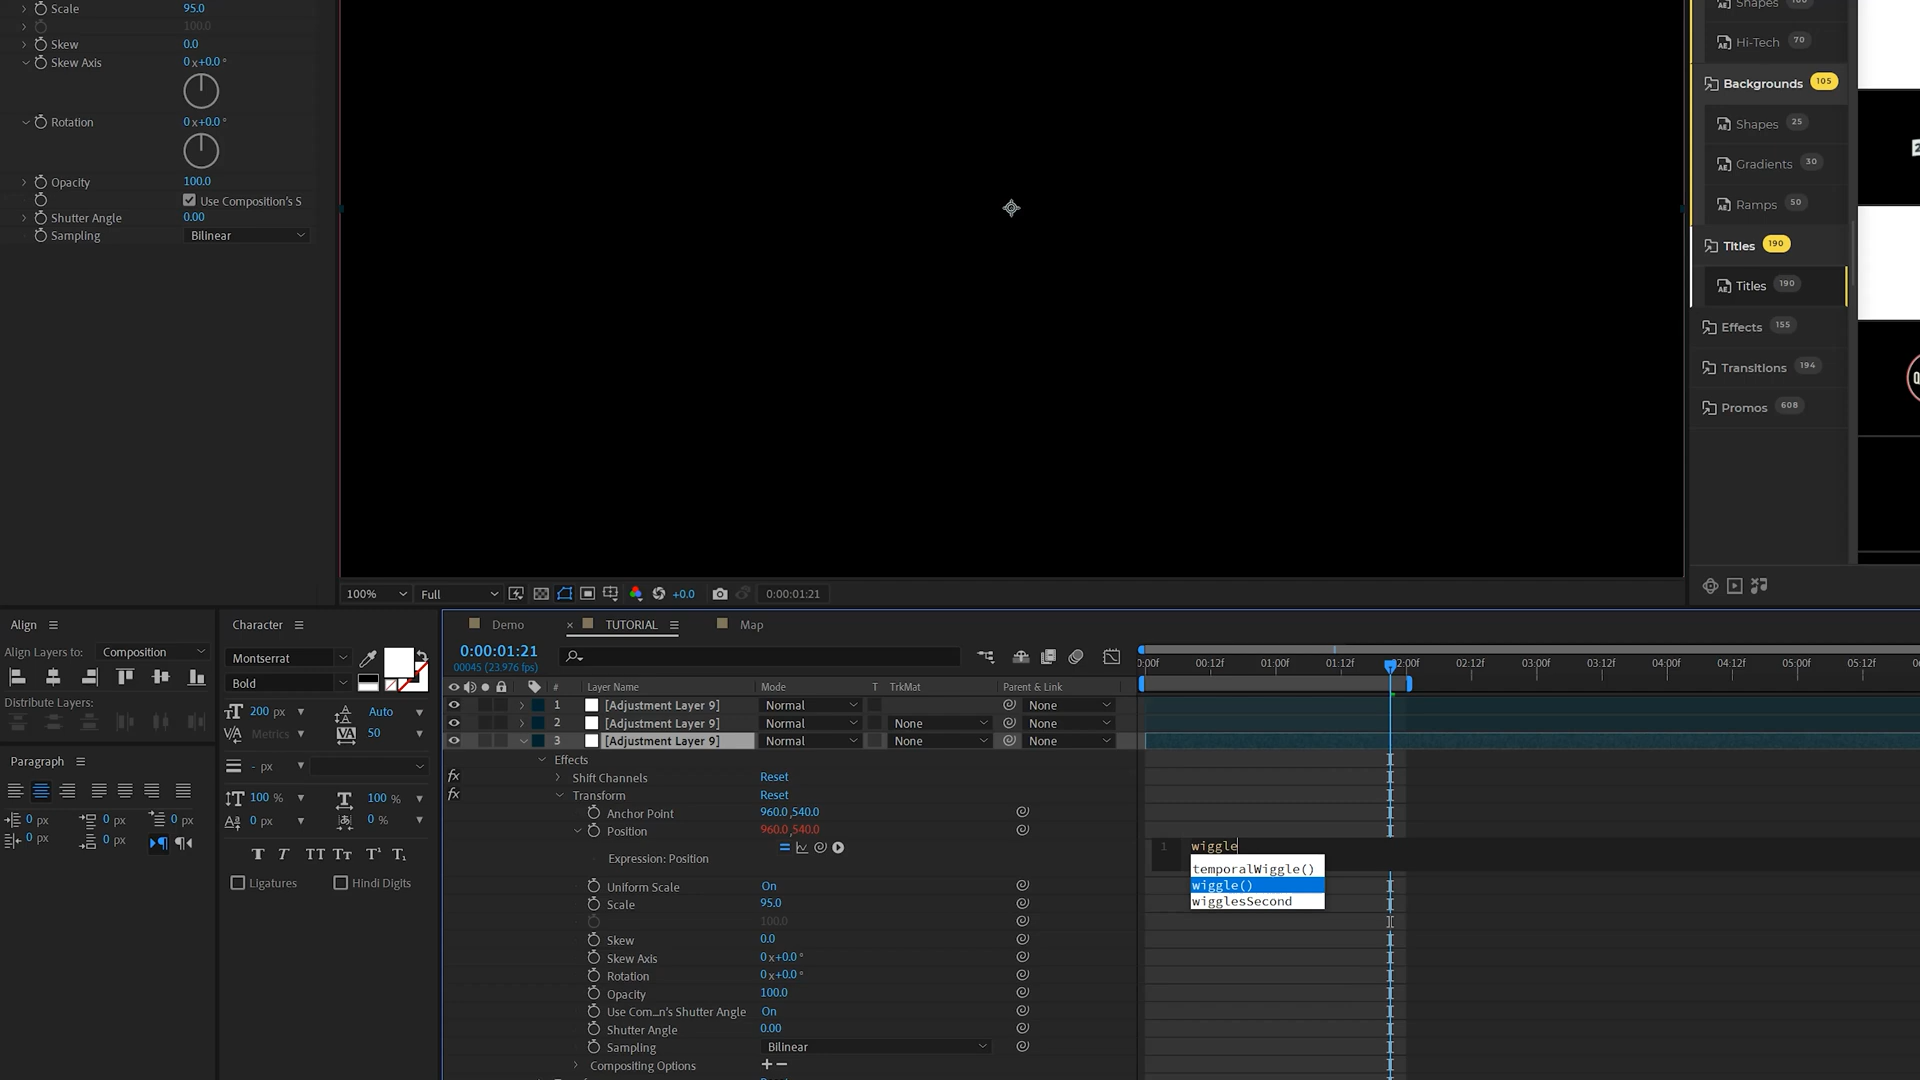 Scale 95.0
100.0
Skew 0.0
Skew Axis 0x+0.0°
Rotation 0x+0.0°
Opacity 100.0
Use Composition's S
Shutter Angle 0.00
Sampling Bilinear
100% Full +0.0 0:00:01:21
Shapes
Hi-Tech 70
Backgrounds 105
Shapes 25
Gradients 30
Ramps 50
Titles 190
Titles 190
Effects 155
Transitions 194
Promos 608
Align
Align Layers to: Composition
Distribute Layers:
Paragraph
0 px 0 px 0 px
0 px 0 px
Character
Montserrat
Bold
200 px Auto
Metrics 50
- px
100 % 100 %
0 px 0 %
T T TT Tт T¹ T₁
Ligatures Hindi Digits
Demo × TUTORIAL Map
0:00:01:21
00045 (23.976 fps)
:00f 00:12f 01:00f 01:12f 02:00f 02:12f 03:00f 03:12f 04:00f 04:12f 05:00f 05:12f
# Layer Name Mode T TrkMat Parent & Link
1 [Adjustment Layer 9] Normal None
2 [Adjustment Layer 9] Normal None None
3 [Adjustment Layer 9] Normal None None
Effects
fx Shift Channels Reset
fx Transform Reset
Anchor Point 960.0,540.0
Position 960.0,540.0
Expression: Position
1 wiggle
temporalWiggle()
wiggle()
wigglesSecond
Uniform Scale On
Scale 95.0
100.0
Skew 0.0
Skew Axis 0x+0.0°
Rotation 0x+0.0°
Opacity 100.0
Use Com...n's Shutter Angle On
Shutter Angle 0.00
Sampling Bilinear
Compositing Options + −